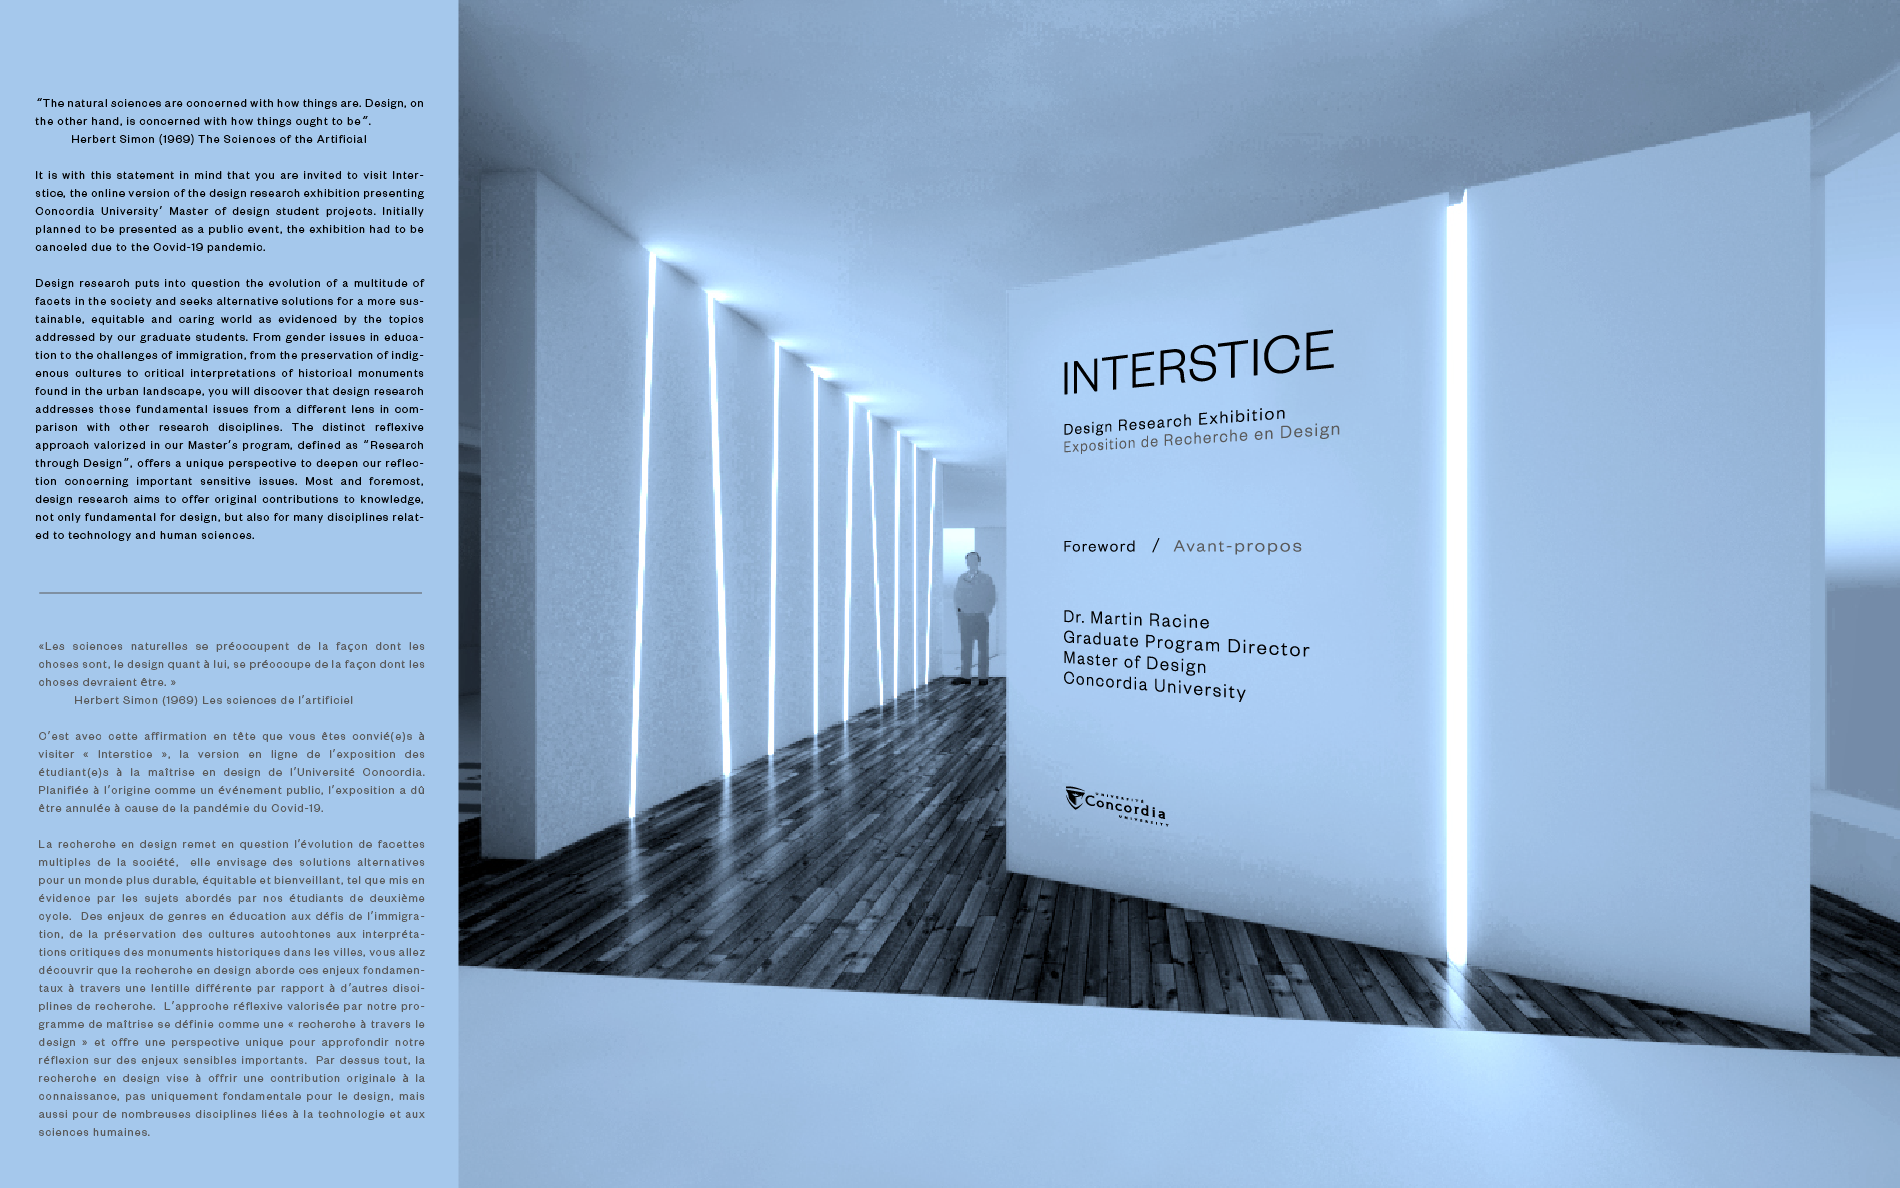 "The natural sciences are concerned with how things are. Design, on
the other hand, is concerned with how things ought to be".
Herbert Simon (1969) The Sciences of the Artificial
It is with this statement in mind that you are invited to visit Inter-
stice, the online version of the design research exhibition presenting
Concordia University' Master of design student projects. Initially
planned to be presented as a public event, the exhibition had to be
canceled due to the Covid-19 pandemic.
Design research puts into question the evolution of a multitude of
facets in the society and seeks alternative solutions for a more sus-
tainable, equitable and caring world as evidenced by the topics
addressed by our graduate students. From gender issues in educa-
tion to the challenges of immigration, from the preservation of indig-
enous cultures to critical interpretations of historical monuments
found in the urban landscape, you will discover that design research
addresses those fundamental issues from a different lens in com-
parison with other research disciplines. The distinct reflexive
approach valorized in our Master's program, defined as "Research
through Design", offers a unique perspective to deepen our reflec-
tion concerning important sensitive issues. Most and foremost,
design research aims to offer original contributions to knowledge,
not only fundamental for design, but also for many disciplines relat-
ed to technology and human sciences.
«Les sciences naturelles se préoccupent de la façon dont les
choses sont, le design quant à lui, se préoccupe de la façon dont les
choses devraient être. »
Herbert Simon (1969) Les sciences de l'artificiel
C'est avec cette affirmation en tête que vous êtes convié(e)s à
visiter « Interstice », la version en ligne de l'exposition des
étudiant(e)s à la maîtrise en design de l'Université Concordia.
Planifiée à l'origine comme un événement public, l'exposition a dû
être annulée à cause de la pandémie du Covid-19.
La recherche en design remet en question l'évolution de facettes
multiples de la société, elle envisage des solutions alternatives
pour un monde plus durable, équitable et bienveillant, tel que mis en
évidence par les sujets abordés par nos étudiants de deuxième
cycle. Des enjeux de genres en éducation aux défis de l'immigra-
tion, de la préservation des cultures autochtones aux interpréta-
tions critiques des monuments historiques dans les villes, vous allez
découvrir que la recherche en design aborde ces enjeux fondamen-
taux à travers une lentille différente par rapport à d'autres disci-
plines de recherche. L'approche réflexive valorisée par notre pro-
gramme de maîtrise se définie comme une « recherche à travers le
design » et offre une perspective unique pour approfondir notre
réflexion sur des enjeux sensibles importants. Par dessus tout, la
recherche en design vise à offrir une contribution originale à la
connaissance, pas uniquement fondamentale pour le design, mais
aussi pour de nombreuses disciplines liées à la technologie et aux
sciences humaines.
INTERSTICE
Design Research Exhibition
Exposition de Recherche en Design
Foreword / Avant-propos
Dr. Martin Racine
Graduate Program Director
Master of Design
Concordia University
UNIVERSITÉ
Concordia
UNIVERSITY